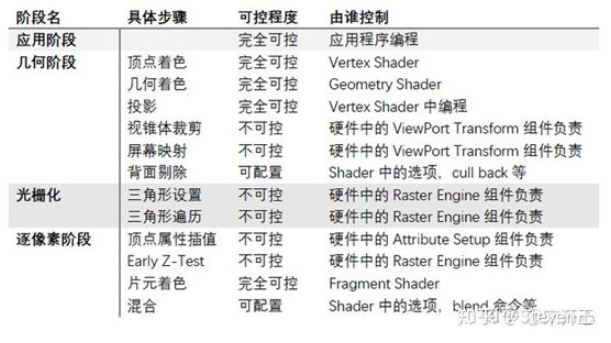 阶段名 具体步骤 可控程度 由谁控制
应用阶段 完全可控 应用程序编程
几何阶段 顶点着色 完全可控 Vertex Shader
几何着色 完全可控 Geometry Shader
投影 完全可控 Vertex Shader 中编程
视锥体裁剪 不可控 硬件中的 ViewPort Transform 组件负责
屏幕映射 不可控 硬件中的 ViewPort Transform 组件负责
背面剔除 可配置 Shader 中的选项，cull back 等
光栅化 三角形设置 不可控 硬件中的 Raster Engine 组件负责
三角形遍历 不可控 硬件中的 Raster Engine 组件负责
逐像素阶段 顶点属性插值 不可控 硬件中的 Attribute Setup 组件负责
Early Z-Test 不可控 硬件中的 Raster Engine 组件负责
片元着色 完全可控 Fragment Shader
混合 可配置 Shader 中的选项，blend 命令等